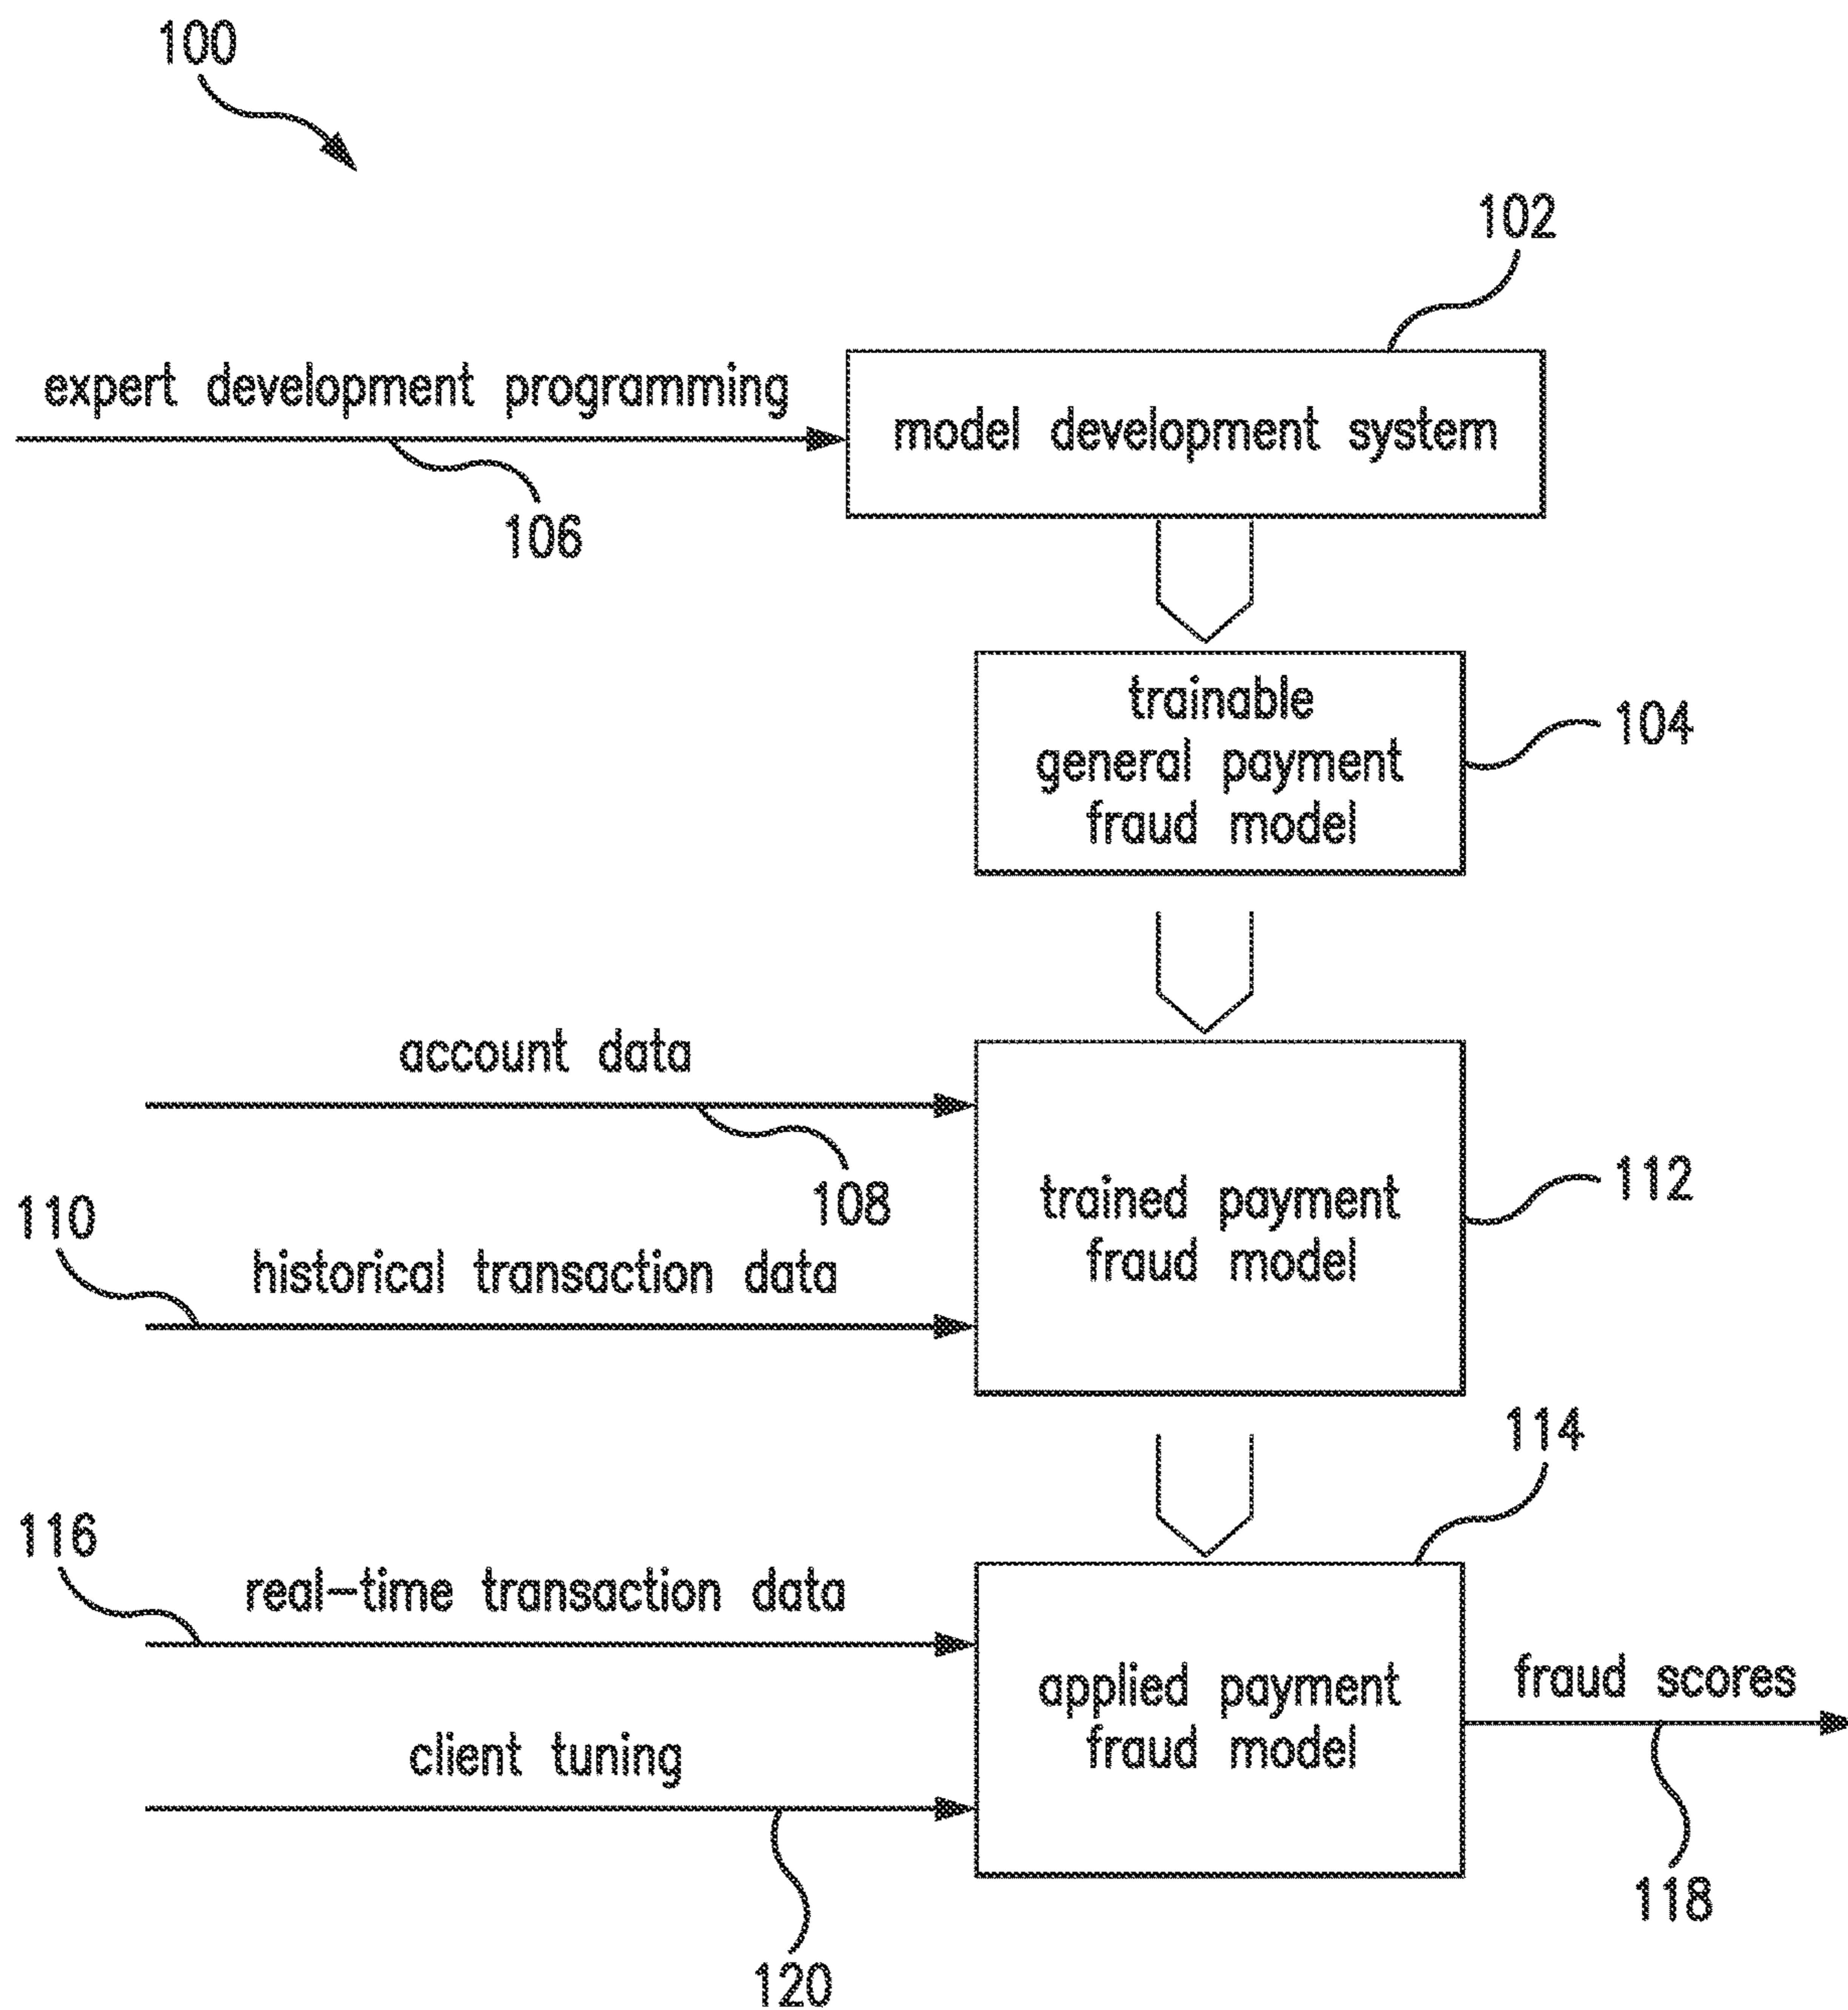 100
102
expert development programming
model development system
106
trainable
general payment
fraud model
104
account data
108
110
historical transaction data
trained payment
fraud model
112
114
116
real-time transaction data
applied payment
fraud model
fraud scores
client tuning
118
120